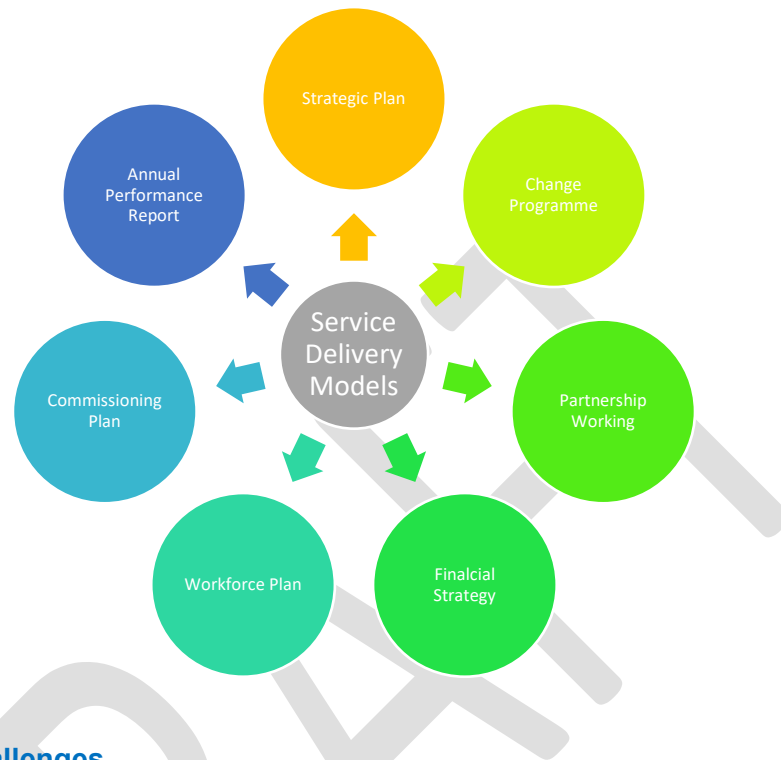 Strategic Plan
Annual
Performance
Report
Change
Programme
Service
Delivery
Models
Commissioning
Plan
Partnership
Working
Workforce Plan
Finalcial
Strategy